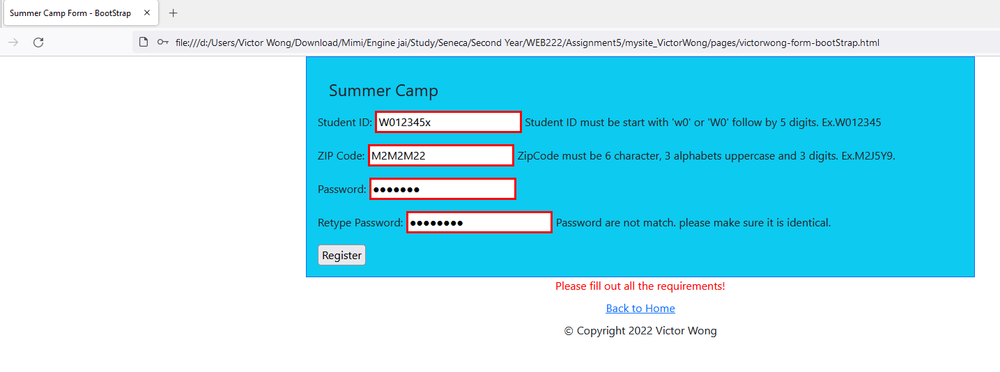 Summer Camp Form - BootStrap
file:///d:/Users/Victor Wong/Download/Mimi/Engine jai/Study/Seneca/Second Year/WEB222/Assignment5/mysite_VictorWong/pages/victorwong-form-bootStrap.html
Summer Camp
Student ID: W012345x Student ID must be start with 'w0' or 'W0' follow by 5 digits. Ex.W012345
ZIP Code: M2M2M22 ZipCode must be 6 character, 3 alphabets uppercase and 3 digits. Ex.M2J5Y9.
Password: ●●●●●●●
Retype Password: ●●●●●●●● Password are not match. please make sure it is identical.
Register
Please fill out all the requirements!
Back to Home
© Copyright 2022 Victor Wong